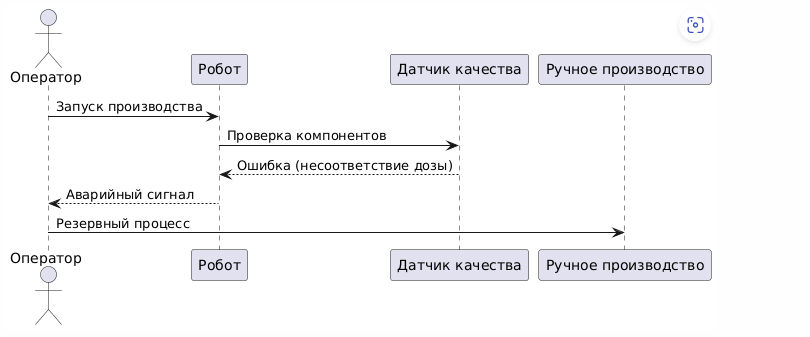 Оператор
Робот
Датчик качества
Ручное производство
Запуск производства
Проверка компонентов
Ошибка (несоответствие дозы)
Аварийный сигнал
Резервный процесс
Оператор
Робот
Датчик качества
Ручное производство